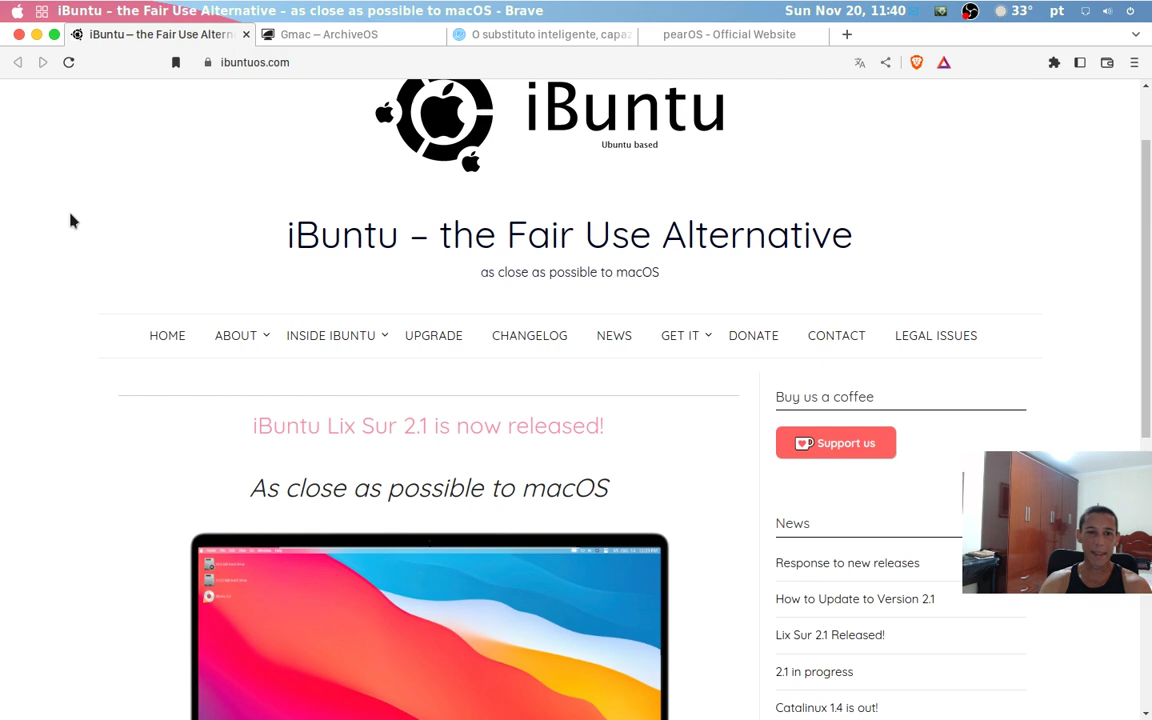 iBuntu – the Fair Use Alternative – as close as possible to macOS - Brave
Sun Nov 20, 11:40
33°
pt
iBuntu – the Fair Use Altern
Gmac – ArchiveOS
O substituto inteligente, capaz
pearOS - Official Website
ibuntuos.com
iBuntu
Ubuntu based
iBuntu – the Fair Use Alternative
as close as possible to macOS
HOME
ABOUT
INSIDE IBUNTU
UPGRADE
CHANGELOG
NEWS
GET IT
DONATE
CONTACT
LEGAL ISSUES
iBuntu Lix Sur 2.1 is now released!
As close as possible to macOS
Buy us a coffee
Support us
News
Response to new releases
How to Update to Version 2.1
Lix Sur 2.1 Released!
2.1 in progress
Catalinux 1.4 is out!